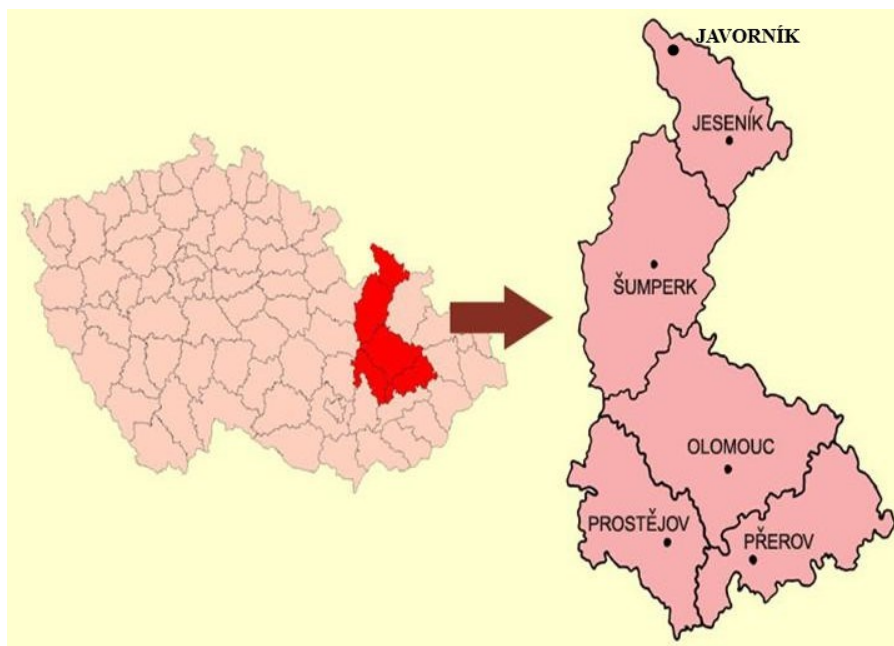 JAVORNÍK
JESENÍK
ŠUMPERK
OLOMOUC
PROSTĚJOV
PŘEROV